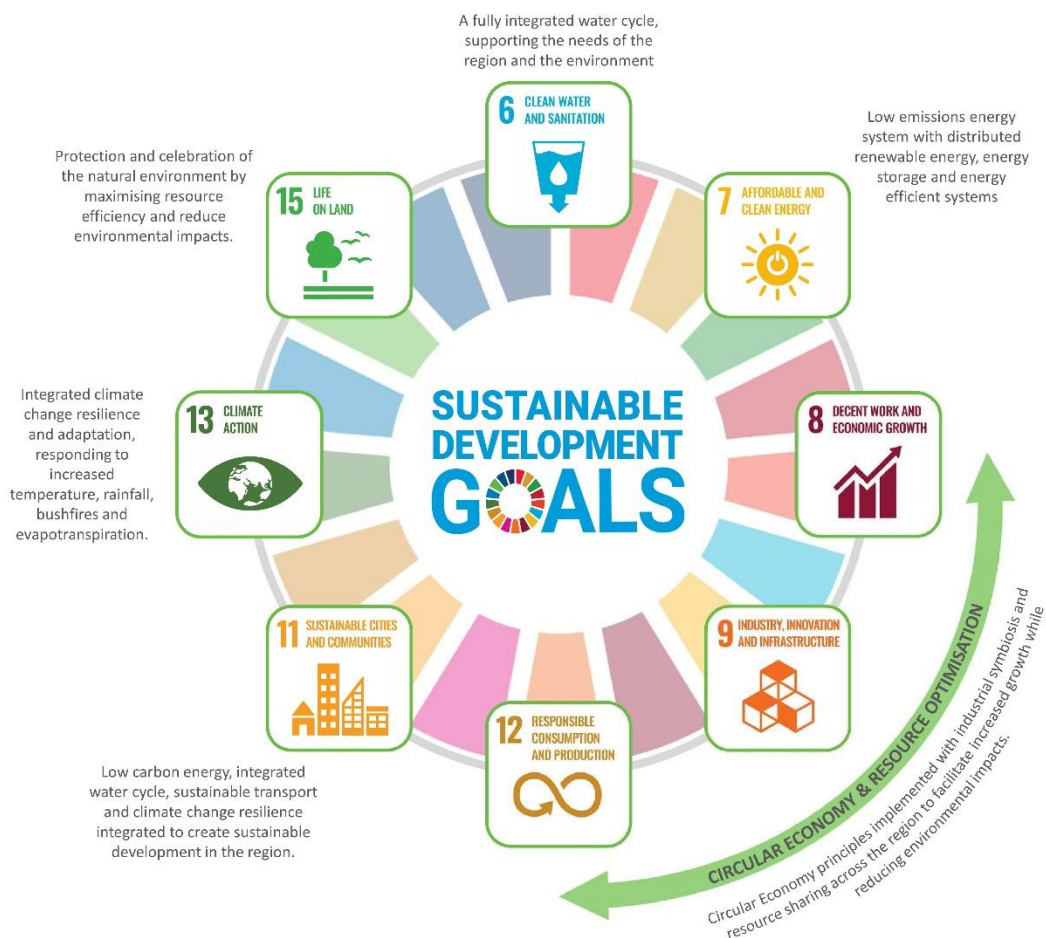 A fully integrated water cycle,
supporting the needs of the
region and the environment
6 CLEAN WATER
AND SANITATION
Low emissions energy
system with distributed
renewable energy, energy
storage and energy
efficient systems
7 AFFORDABLE AND
CLEAN ENERGY
Protection and celebration of
the natural environment by
maximising resource
efficiency and reduce
environmental impacts.
15 LIFE
ON LAND
Integrated climate
change resilience
and adaptation,
responding to
increased
temperature, rainfall,
bushfires and
evapotranspiration.
13 CLIMATE
ACTION
SUSTAINABLE
DEVELOPMENT
GOALS
8 DECENT WORK AND
ECONOMIC GROWTH
11 SUSTAINABLE CITIES
AND COMMUNITIES
9 INDUSTRY, INNOVATION
AND INFRASTRUCTURE
12 RESPONSIBLE
CONSUMPTION
AND PRODUCTION
Low carbon energy, integrated
water cycle, sustainable transport
and climate change resilience
integrated to create sustainable
development in the region.
CIRCULAR ECONOMY & RESOURCE OPTIMISATION
Circular Economy principles implemented with industrial symbiosis and
resource sharing across the region to facilitate increased growth while
reducing environmental impacts.